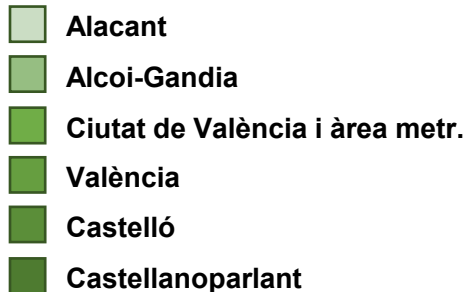 Alacant
Alcoi-Gandia
Ciutat de València i àrea metr.
València
Castelló
Castellanoparlant